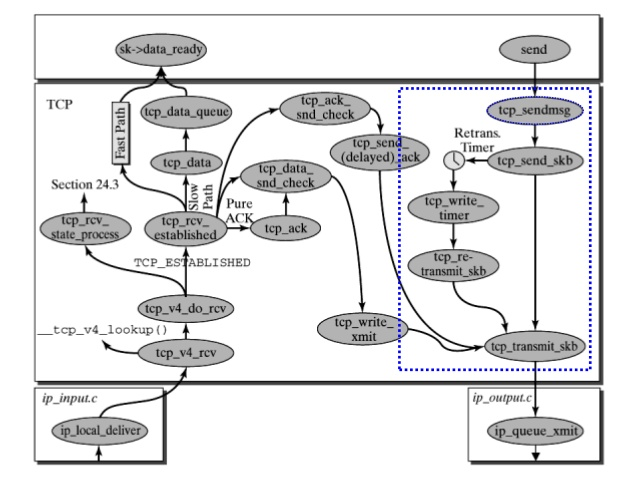 sk->data_ready
send
TCP
Fast Path
tcp_data_queue
tcp_ack_
snd_check
tcp_sendmsg
tcp_send_
(delayed)_ack
Retrans.
Timer
tcp_send_skb
tcp_data
Slow
Path
tcp_data_
snd_check
Section 24.3
tcp_write_
timer
Pure
ACK
tcp_rcv_
state_process
tcp_rcv_
established
tcp_ack
TCP_ESTABLISHED
tcp_re-
transmit_skb
tcp_v4_do_rcv
__tcp_v4_lookup()
tcp_write_
xmit
tcp_v4_rcv
tcp_transmit_skb
ip_input.c
ip_output.c
ip_local_deliver
ip_queue_xmit